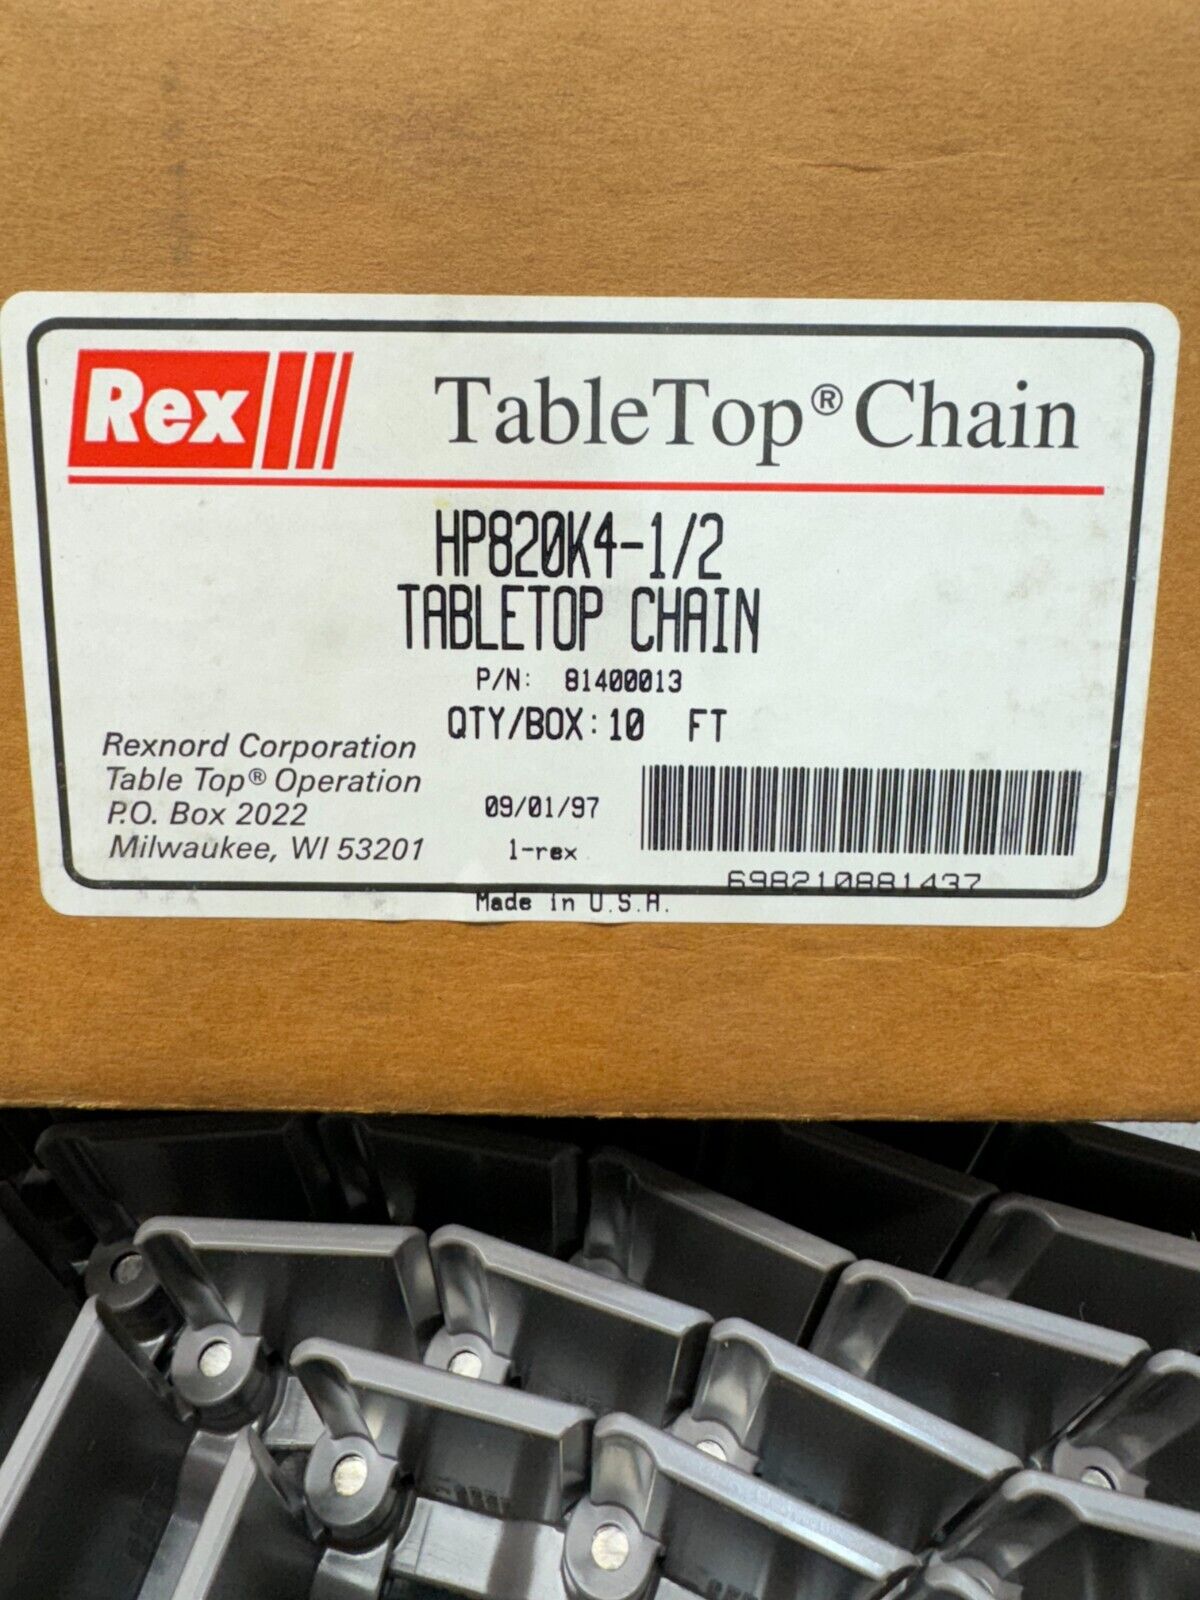 Rex
TableTop® Chain
HP820K4-1/2
TABLETOP CHAIN
P/N: 81400013
QTY/BOX: 10 FT
Rexnord Corporation
Table Top® Operation
P.O. Box 2022
Milwaukee, WI 53201
09/01/97
1-rex
698210881437
Made in U.S.A.